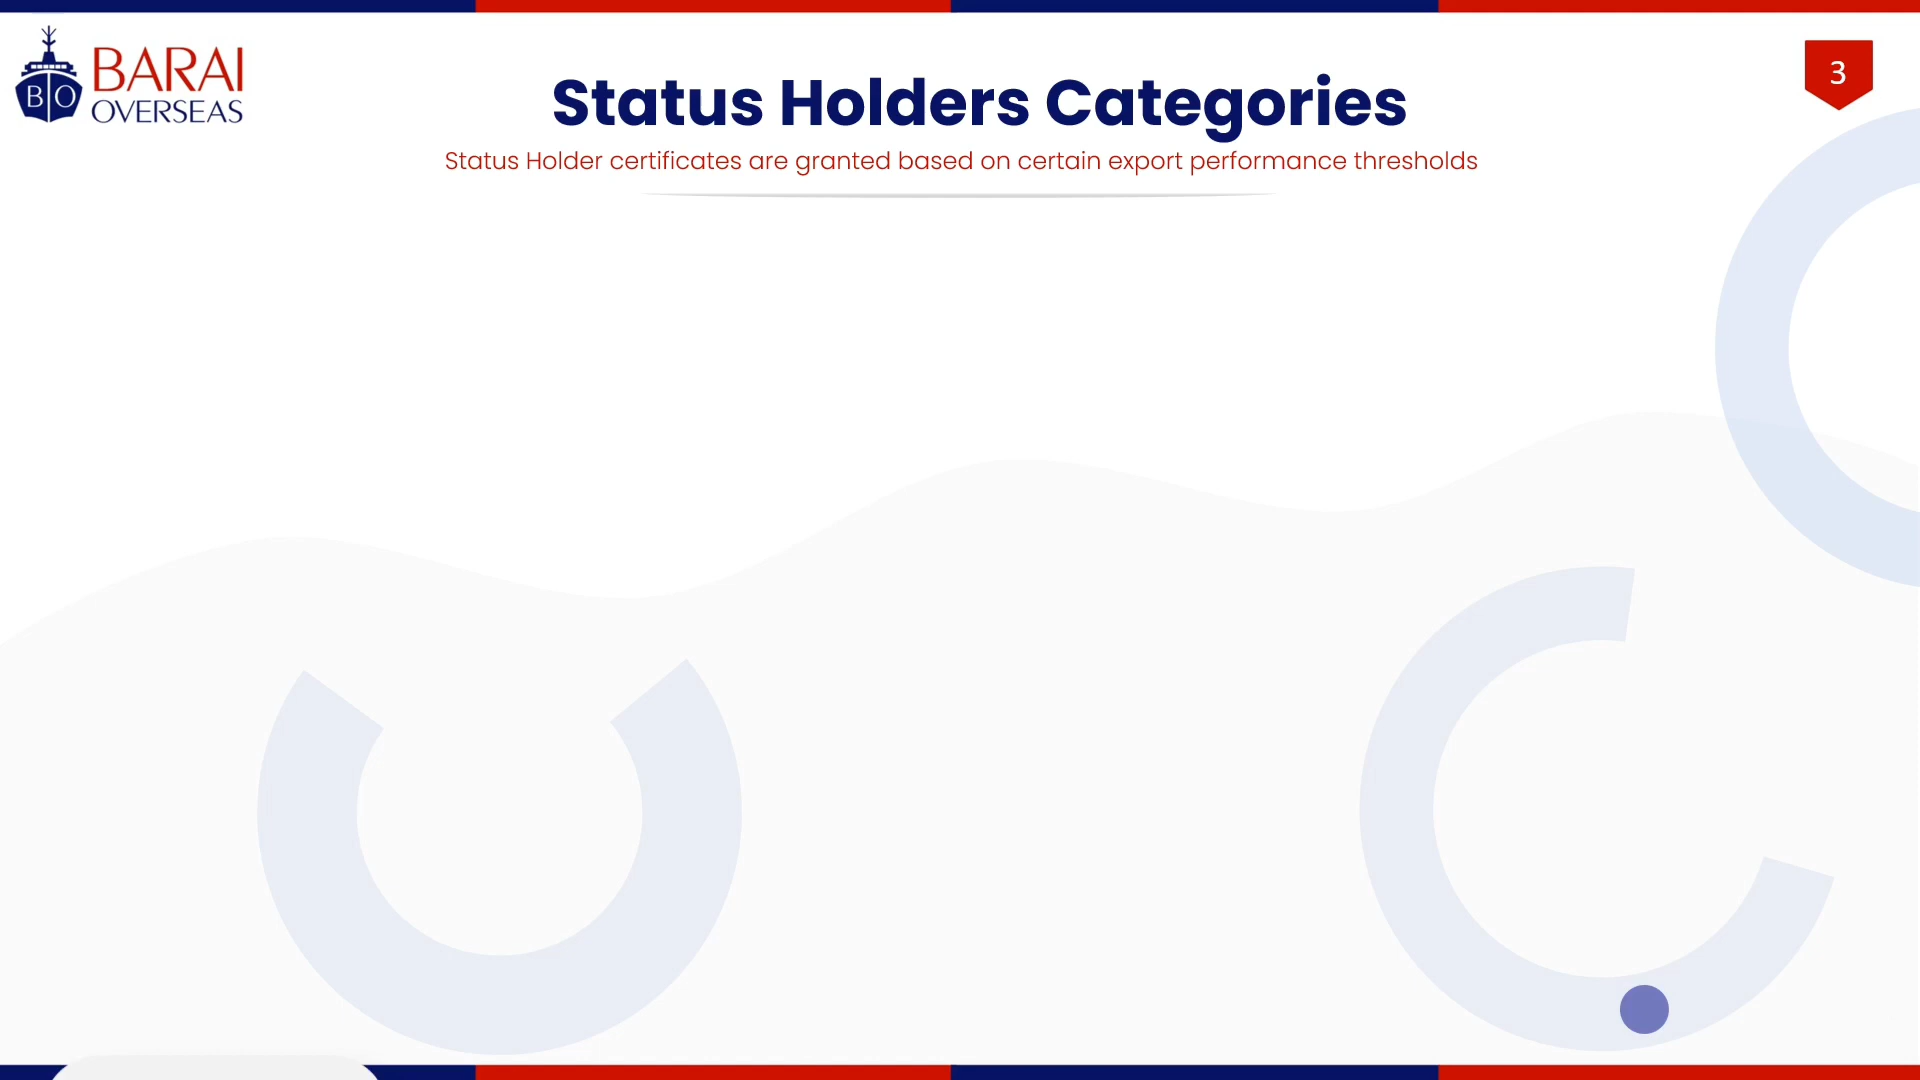 BARAI
BO
OVERSEAS
Status Holders Categories
3
Status Holder certificates are granted based on certain export performance thresholds